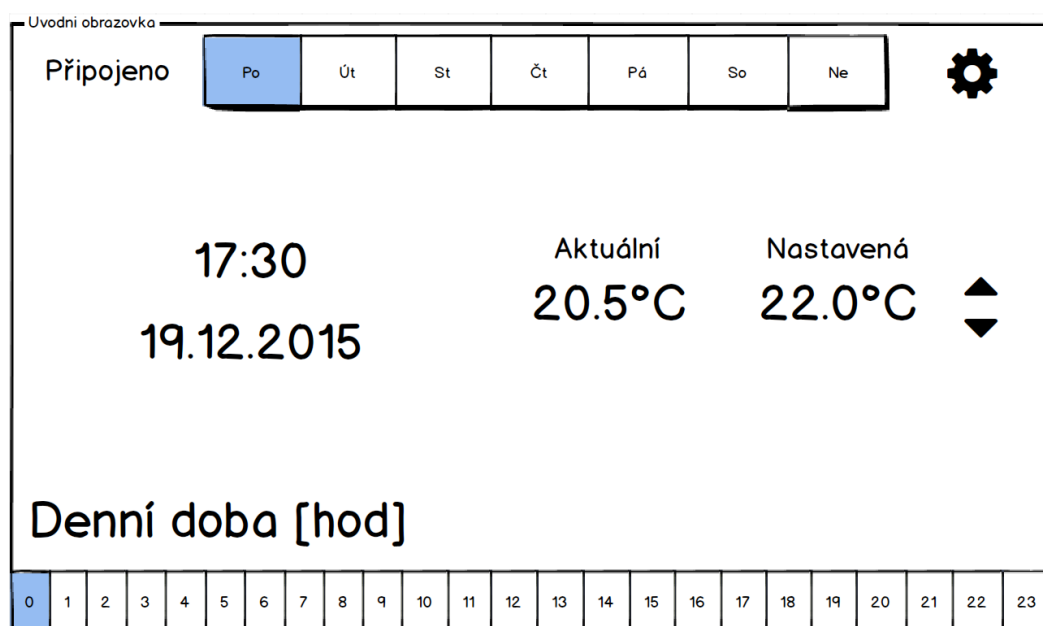 Uvodni obrazovka
Připojeno Po Út St Čt Pá So Ne
17:30
19.12.2015
Aktuální Nastavená
20.5°C 22.0°C
Denní doba [hod]
0 1 2 3 4 5 6 7 8 9 10 11 12 13 14 15 16 17 18 19 20 21 22 23